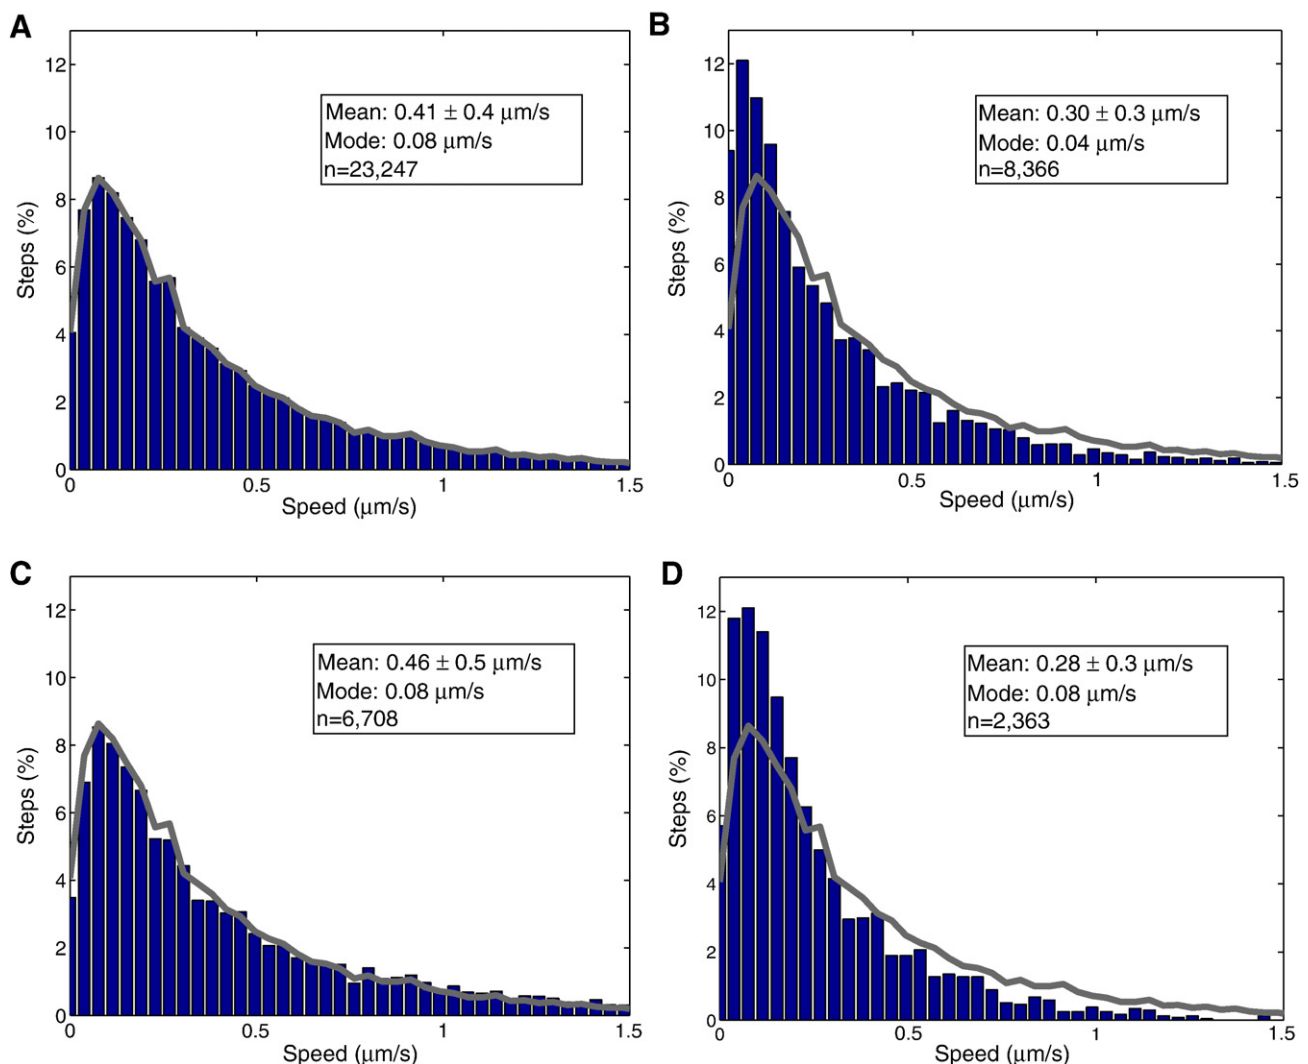 A
12
10
8
6
4
2
0
Steps (%)
Mean: 0.41 ± 0.4 μm/s
Mode: 0.08 μm/s
n=23,247
0 0.5 1 1.5
Speed (μm/s)
B
12
10
8
6
4
2
0
Steps (%)
Mean: 0.30 ± 0.3 μm/s
Mode: 0.04 μm/s
n=8,366
0 0.5 1 1.5
Speed (μm/s)
C
12
10
8
6
4
2
0
Steps (%)
Mean: 0.46 ± 0.5 μm/s
Mode: 0.08 μm/s
n=6,708
0 0.5 1 1.5
Speed (μm/s)
D
12
10
8
6
4
2
0
Steps (%)
Mean: 0.28 ± 0.3 μm/s
Mode: 0.08 μm/s
n=2,363
0 0.5 1 1.5
Speed (μm/s)